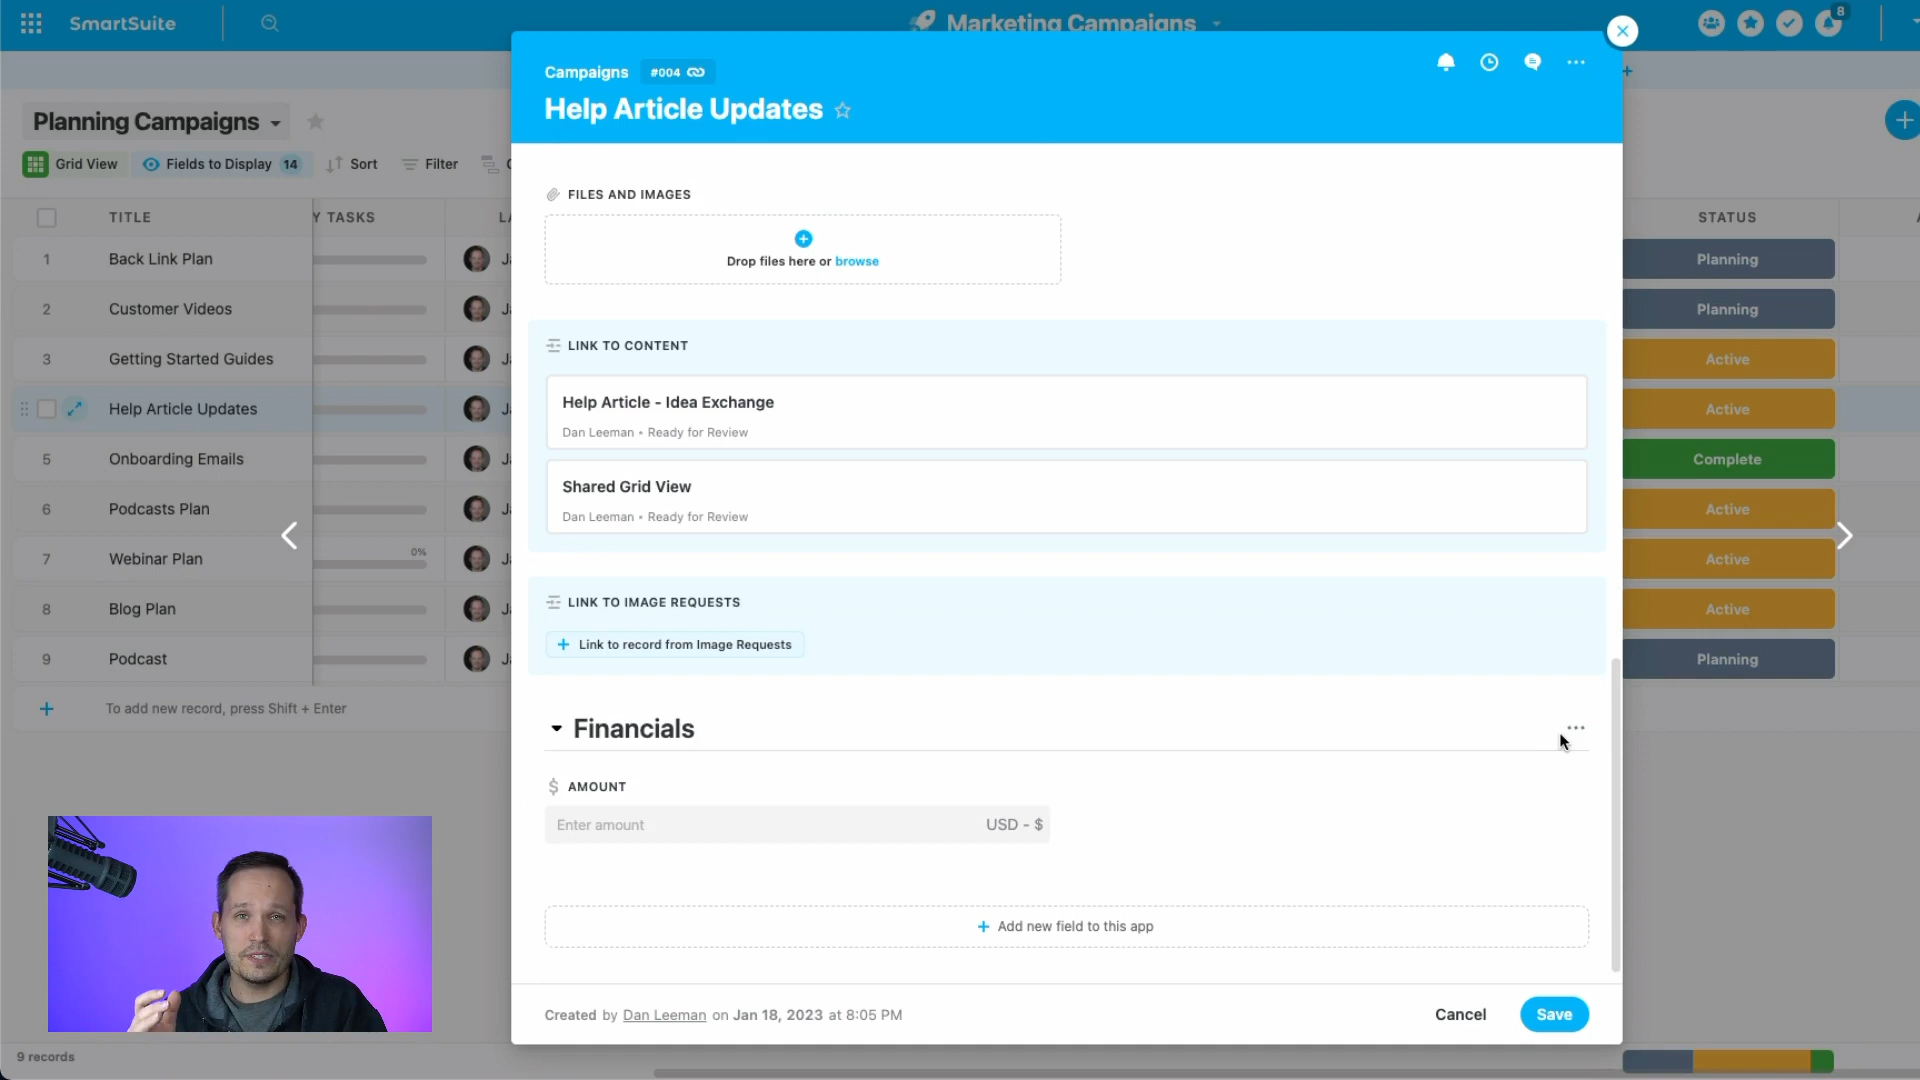 SmartSuite
Marketing Campaigns
8
Planning Campaigns
Grid View
Fields to Display 14
Sort
Filter
TITLE
Y TASKS
STATUS
1 Back Link Plan Planning
2 Customer Videos Planning
3 Getting Started Guides Active
Help Article Updates Active
5 Onboarding Emails Complete
6 Podcasts Plan Active
7 Webinar Plan 0% Active
8 Blog Plan Active
9 Podcast Planning
To add new record, press Shift + Enter
9 records
Campaigns #004
Help Article Updates
FILES AND IMAGES
Drop files here or browse
LINK TO CONTENT
Help Article - Idea Exchange
Dan Leeman • Ready for Review
Shared Grid View
Dan Leeman • Ready for Review
LINK TO IMAGE REQUESTS
+ Link to record from Image Requests
Financials
$ AMOUNT
Enter amount USD - $
+ Add new field to this app
Created by Dan Leeman on Jan 18, 2023 at 8:05 PM
Cancel
Save